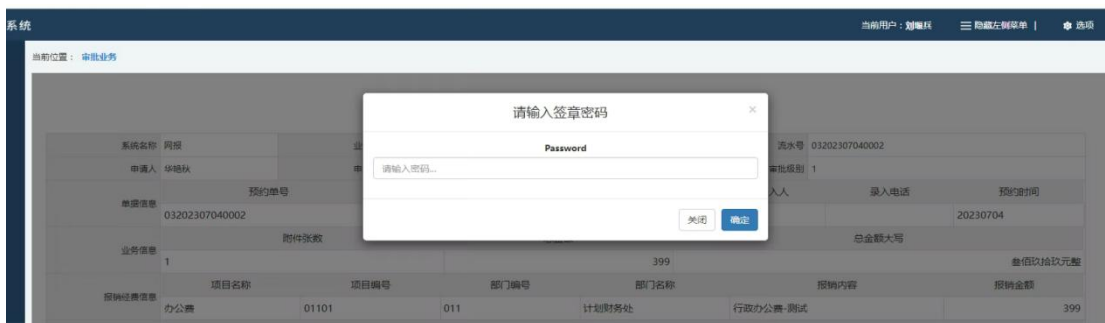 系统
当前用户：刘曜兵 隐藏左侧菜单 | 选项
当前位置： 审批业务
请输入签章密码 ×
Password
请输入密码...
关闭 确定
系统名称 网报 业 流水号 03202307040002
申请人 华艳秋 申 审批级别 1
单据信息 预约单号 入人 录入电话 预约时间
03202307040002 20230704
业务信息 附件张数 总金额大写
1 399 叁佰玖拾玖元整
报销经费信息 项目名称 项目编号 部门编号 部门名称 报销内容 报销金额
办公费 01101 011 计划财务处 行政办公费-测试 399